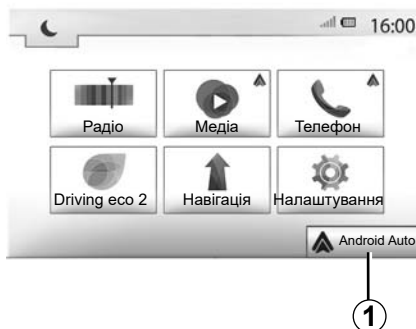 16:00
Радіо
Медіа
Телефон
Driving eco 2
Навігація
Налаштування
Android Auto
1